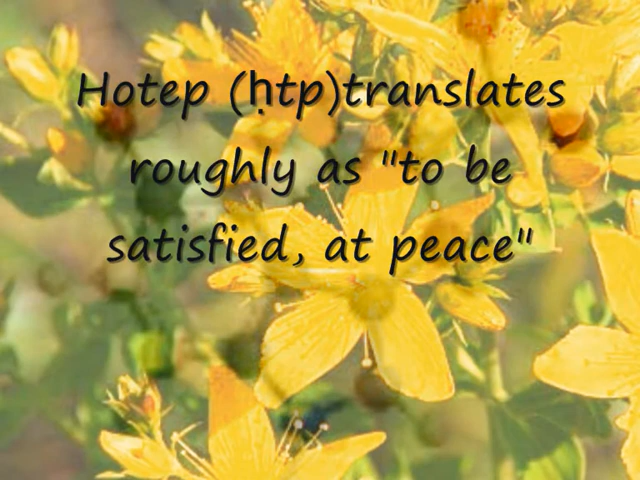 Hotep (ḥtp)translates
roughly as "to be
satisfied, at peace"